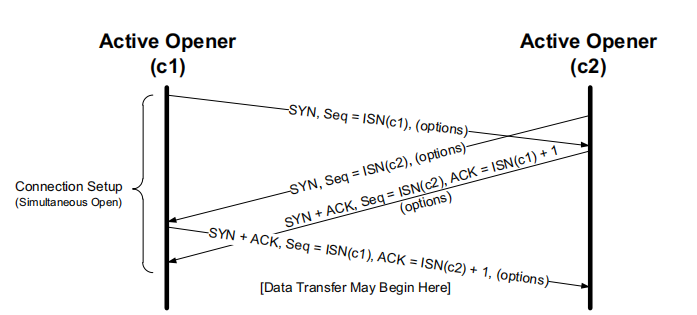 Active Opener
(c1)
Active Opener
(c2)
SYN, Seq = ISN(c1), (options)
SYN, Seq = ISN(c2), (options)
SYN + ACK, Seq = ISN(c2), ACK = ISN(c1) + 1
(options)
Connection Setup
(Simultaneous Open)
SYN + ACK, Seq = ISN(c1), ACK = ISN(c2) + 1, (options)
[Data Transfer May Begin Here]